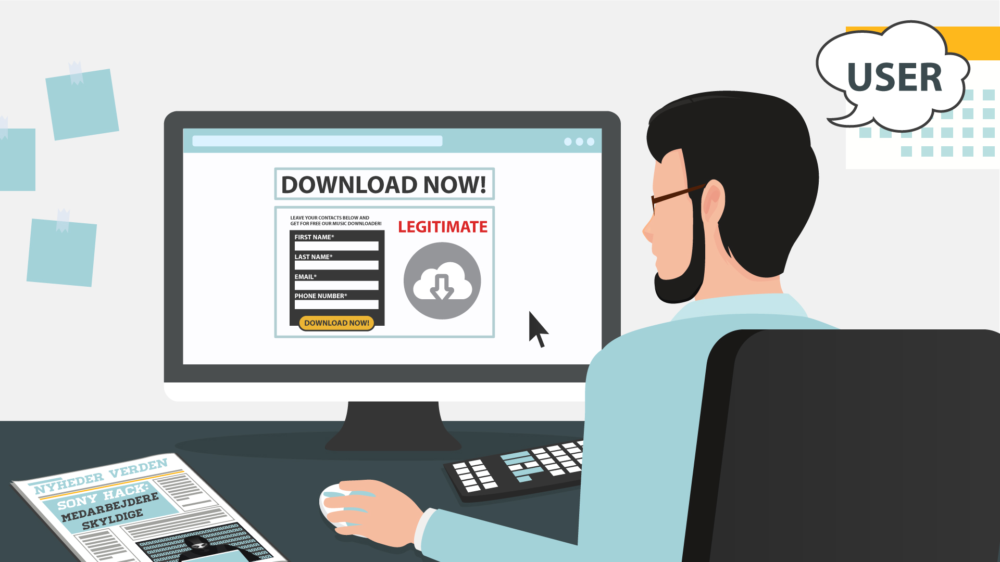 USER
DOWNLOAD NOW!
LEAVE YOUR CONTACTS BELOW AND
GET FOR FREE OUR MUSIC DOWNLOADER!
LEGITIMATE
FIRST NAME*
LAST NAME*
EMAIL*
PHONE NUMBER*
DOWNLOAD NOW!
NYHEDER VERDEN
SONY HACK:
MEDARBEJDERE
SKYLDIGE